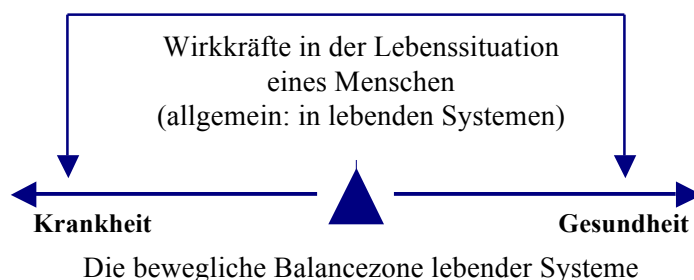 Wirkkräfte in der Lebenssituation
eines Menschen
(allgemein: in lebenden Systemen)
Krankheit Gesundheit
Die bewegliche Balancezone lebender Systeme